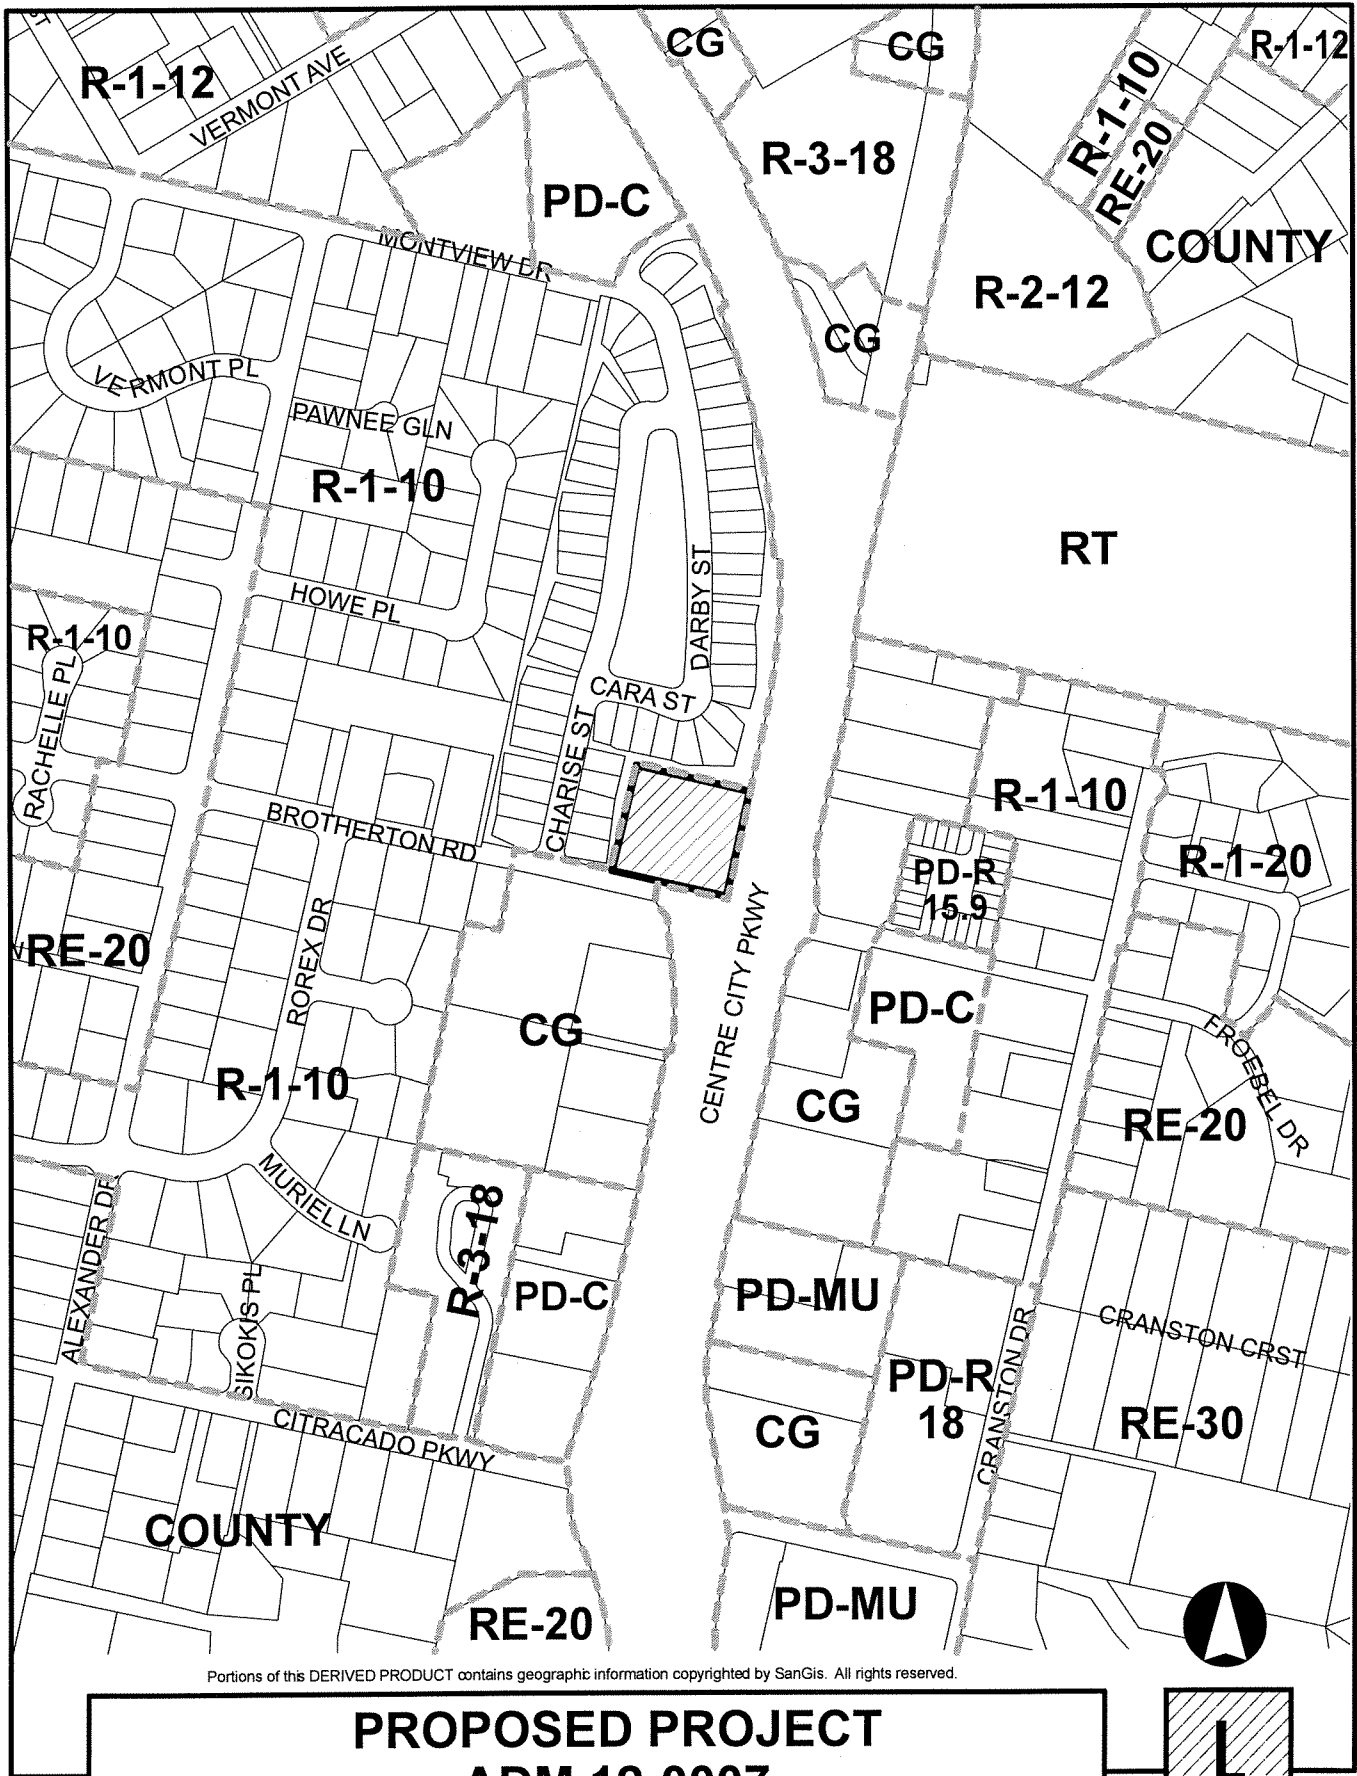 ST
CG
CG
R-1-12
R-1-12
VERMONT AVE
R-1-10
RE-20
R-3-18
PD-C
COUNTY
MONTVIEW DR
R-2-12
CG
VERMONT PL
PAWNEE GLN
R-1-10
RT
DARBY ST
HOWE PL
R-1-10
RACHELLE PL
CARA ST
CHARISE ST
R-1-10
BROTHERTON RD
R-1-20
PD-R
15.9
CENTRE CITY PKWY
RE-20
ROREX DR
PD-C
CG
FROEBEL DR
R-1-10
CG
RE-20
MURIEL LN
ALEXANDER DR
R-3-18
SIKOKIS PL
PD-C
PD-MU
CRANSTON CRST
CRANSTON DR
PD-R
18
CG
RE-30
CITRACADO PKWY
COUNTY
PD-MU
RE-20
Portions of this DERIVED PRODUCT contains geographic information copyrighted by SanGis. All rights reserved.
PROPOSED PROJECT
ADM 12-0007